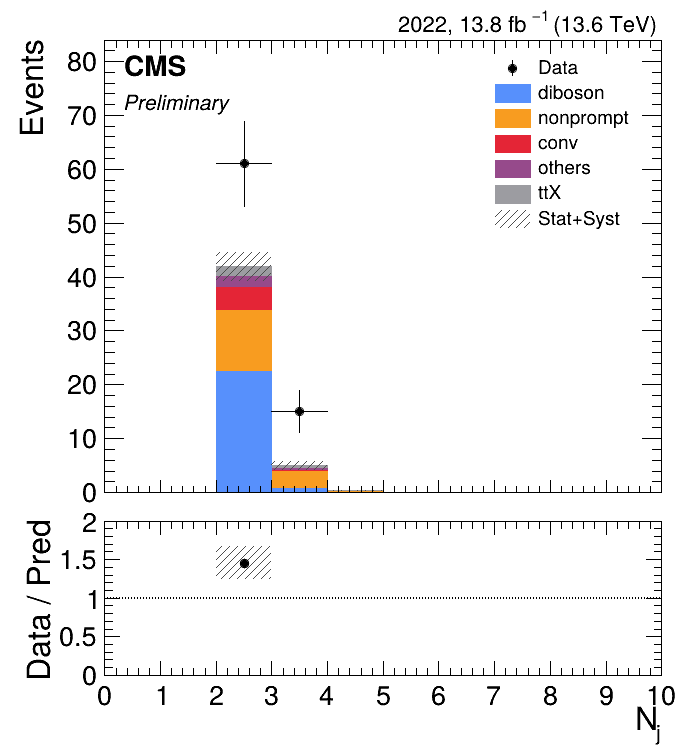 2022, 13.8 fb⁻¹ (13.6 TeV)
CMS
Preliminary
Events
80
70
60
50
40
30
20
10
0
Data
diboson
nonprompt
conv
others
ttX
Stat+Syst
Data / Pred
2
1.5
1
0.5
0
0 1 2 3 4 5 6 7 8 9 10
N_j